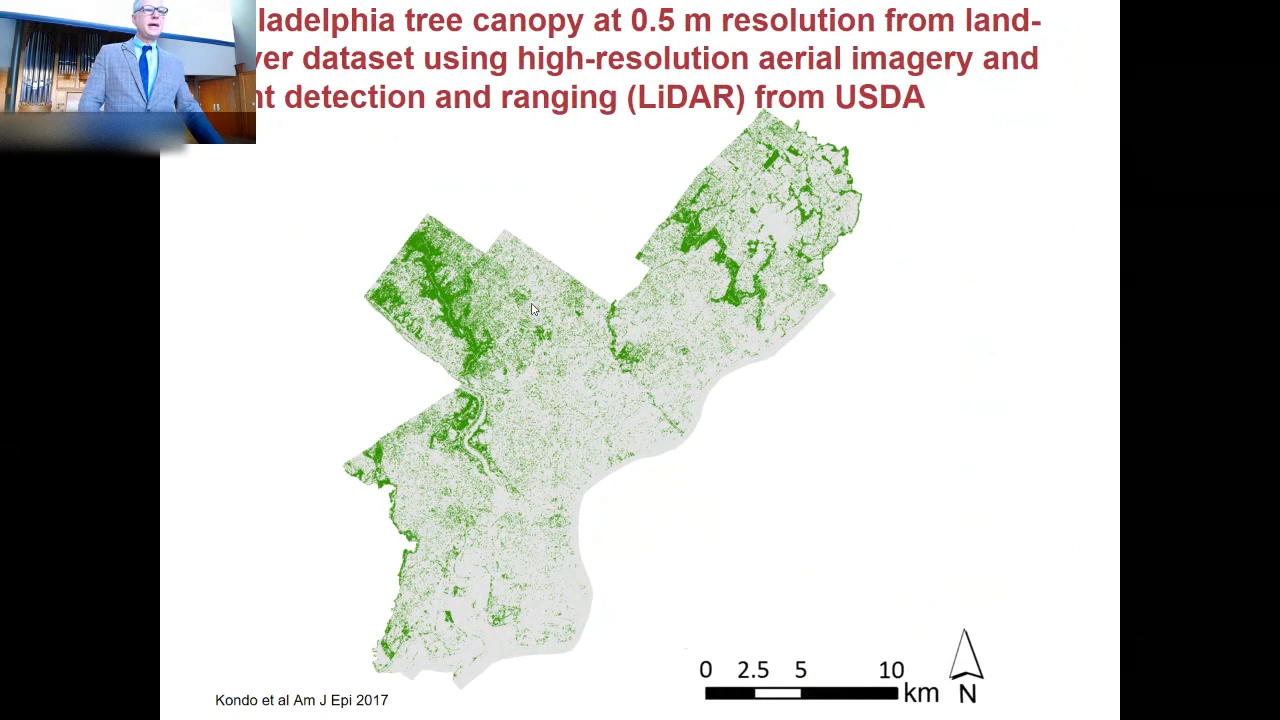 ladelphia tree canopy at 0.5 m resolution from land-
ver dataset using high-resolution aerial imagery and
nt detection and ranging (LiDAR) from USDA
0 2.5 5 10
km N
Kondo et al Am J Epi 2017